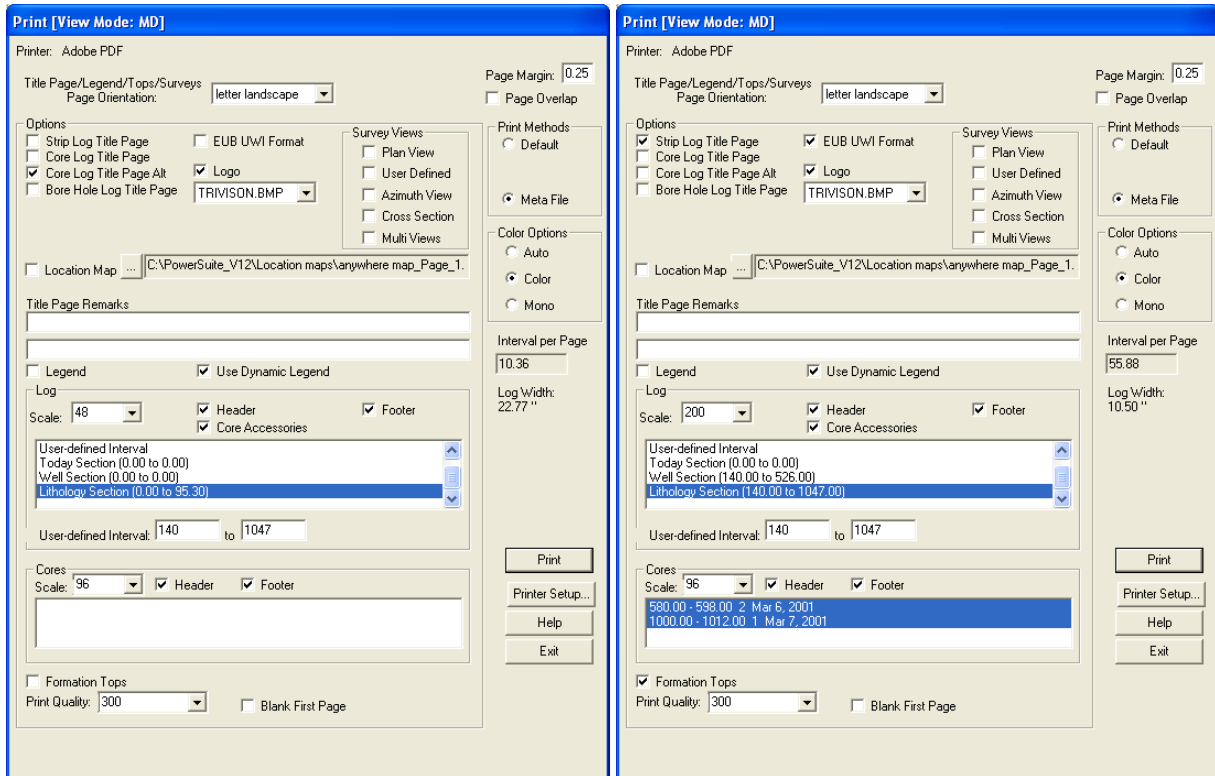 Print [View Mode: MD]
Printer: Adobe PDF
Title Page/Legend/Tops/Surveys
Page Orientation:
letter landscape
Page Margin: 0.25
Page Overlap
Options
Strip Log Title Page
Core Log Title Page
Core Log Title Page Alt
Bore Hole Log Title Page
EUB UWI Format
Logo
TRIVISON.BMP
Survey Views
Plan View
User Defined
Azimuth View
Cross Section
Multi Views
Print Methods
Default
Meta File
Color Options
Auto
Color
Mono
Location Map ... C:\PowerSuite_V12\Location maps\anywhere map_Page_1.
Title Page Remarks
Interval per Page
10.36
Legend
Use Dynamic Legend
Log Width:
22.77 "
Log
Scale: 48
Header
Footer
Core Accessories
User-defined Interval
Today Section (0.00 to 0.00)
Well Section (0.00 to 0.00)
Lithology Section (0.00 to 95.30)
User-defined Interval: 140 to 1047
Cores
Scale: 96
Header
Footer
Print
Printer Setup...
Help
Exit
Formation Tops
Print Quality: 300
Blank First Page
Print [View Mode: MD]
Printer: Adobe PDF
Title Page/Legend/Tops/Surveys
Page Orientation:
letter landscape
Page Margin: 0.25
Page Overlap
Options
Strip Log Title Page
Core Log Title Page
Core Log Title Page Alt
Bore Hole Log Title Page
EUB UWI Format
Logo
TRIVISON.BMP
Survey Views
Plan View
User Defined
Azimuth View
Cross Section
Multi Views
Print Methods
Default
Meta File
Color Options
Auto
Color
Mono
Location Map ... C:\PowerSuite_V12\Location maps\anywhere map_Page_1.
Title Page Remarks
Interval per Page
55.88
Legend
Use Dynamic Legend
Log Width:
10.50 "
Log
Scale: 200
Header
Footer
Core Accessories
User-defined Interval
Today Section (0.00 to 0.00)
Well Section (140.00 to 526.00)
Lithology Section (140.00 to 1047.00)
User-defined Interval: 140 to 1047
Cores
Scale: 96
Header
Footer
580.00 - 598.00 2 Mar 6, 2001
1000.00 - 1012.00 1 Mar 7, 2001
Print
Printer Setup...
Help
Exit
Formation Tops
Print Quality: 300
Blank First Page